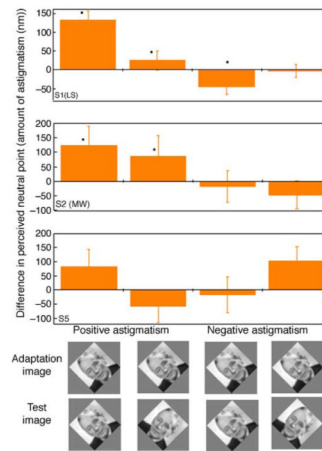 Difference in perceived neutral point (amount of astigmatism (nm))
150
100
50
0
−50
S1(LS)
200
150
100
50
0
−50
−100
S2 (MW)
200
150
100
50
0
−50
−100
S5
Positive astigmatism Negative astigmatism
Adaptation
image
Test
image